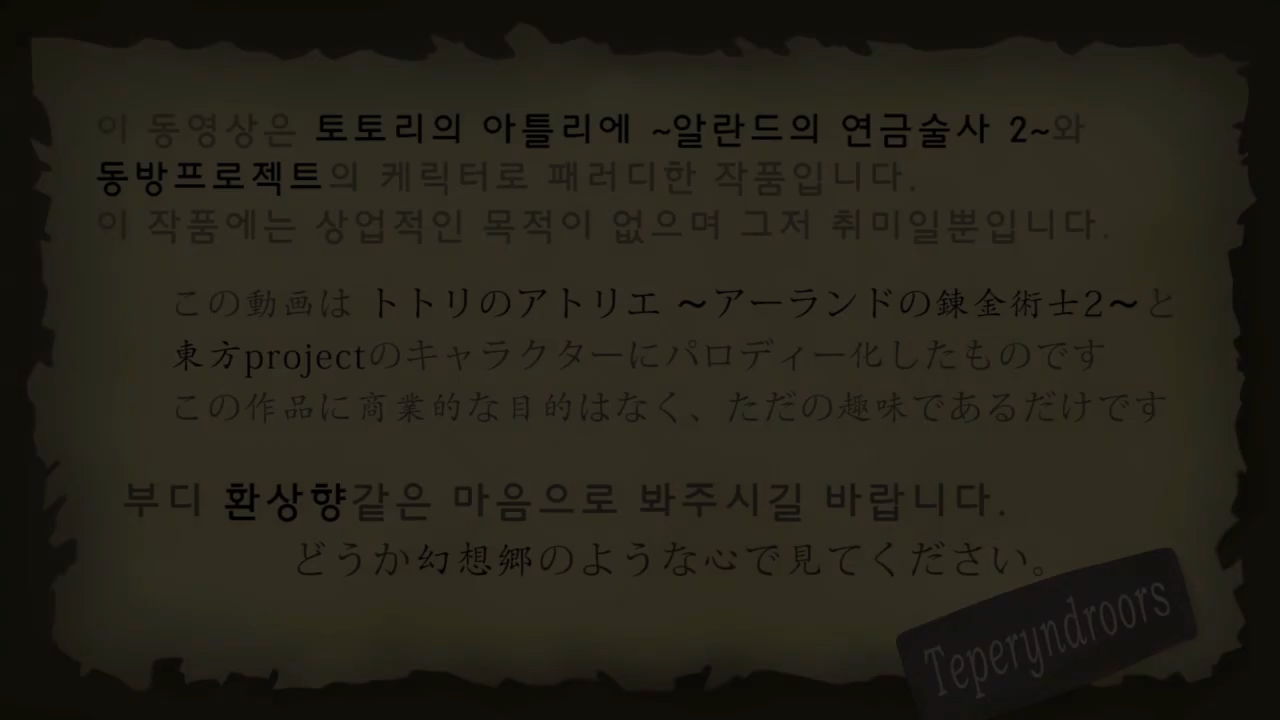 이 동영상은 토토리의 아틀리에 ~알란드의 연금술사 2~와
동방프로젝트의 케릭터로 패러디한 작품입니다.
이 작품에는 상업적인 목적이 없으며 그저 취미일뿐입니다.
この動画は トトリのアトリエ ～アーランドの錬金術士2～と
東方projectのキャラクターにパロディー化したものです
この作品に商業的な目的はなく、ただの趣味であるだけです
부디 환상향같은 마음으로 봐주시길 바랍니다.
どうか幻想郷のような心で見てください。
Teperyndroors